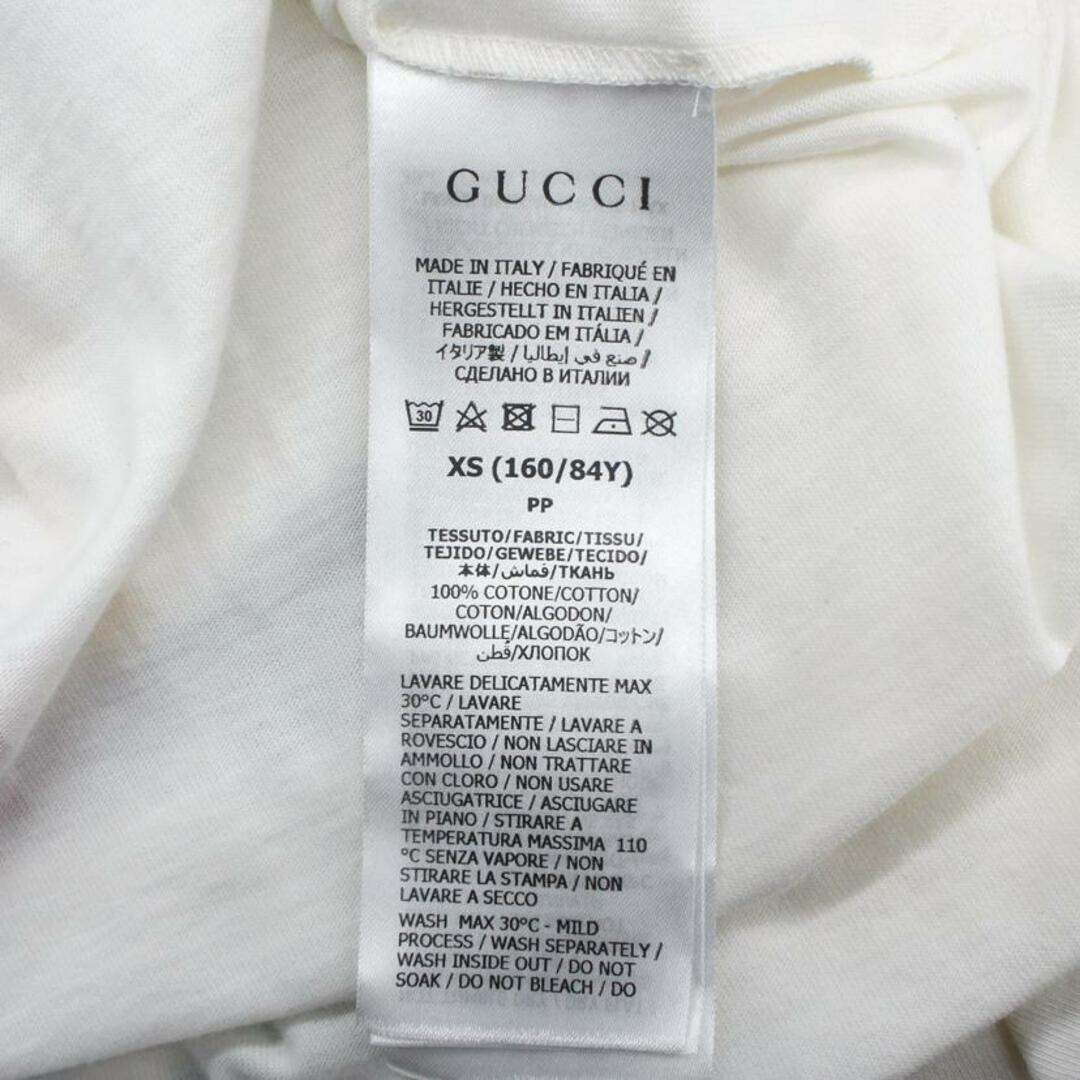 GUCCI
MADE IN ITALY / FABRIQUÉ EN
ITALIE / HECHO EN ITALIA /
HERGESTELLT IN ITALIEN /
FABRICADO EM ITÁLIA /
イタリア製 / صنع في إيطاليا /
СДЕЛАНО В ИТАЛИИ
30
XS (160/84Y)
PP
TESSUTO/FABRIC/TISSU/
TEJIDO/GEWEBE/TECIDO/
本体/قماش/ТКАНЬ
100% COTONE/COTTON/
COTON/ALGODON/
BAUMWOLLE/ALGODÃO/コットン/
قطن/ХЛОПОК
LAVARE DELICATAMENTE MAX
30°C / LAVARE
SEPARATAMENTE / LAVARE A
ROVESCIO / NON LASCIARE IN
AMMOLLO / NON TRATTARE
CON CLORO / NON USARE
ASCIUGATRICE / ASCIUGARE
IN PIANO / STIRARE A
TEMPERATURA MASSIMA 110
°C SENZA VAPORE / NON
STIRARE LA STAMPA / NON
LAVARE A SECCO
WASH MAX 30°C - MILD
PROCESS / WASH SEPARATELY /
WASH INSIDE OUT / DO NOT
SOAK / DO NOT BLEACH / DO